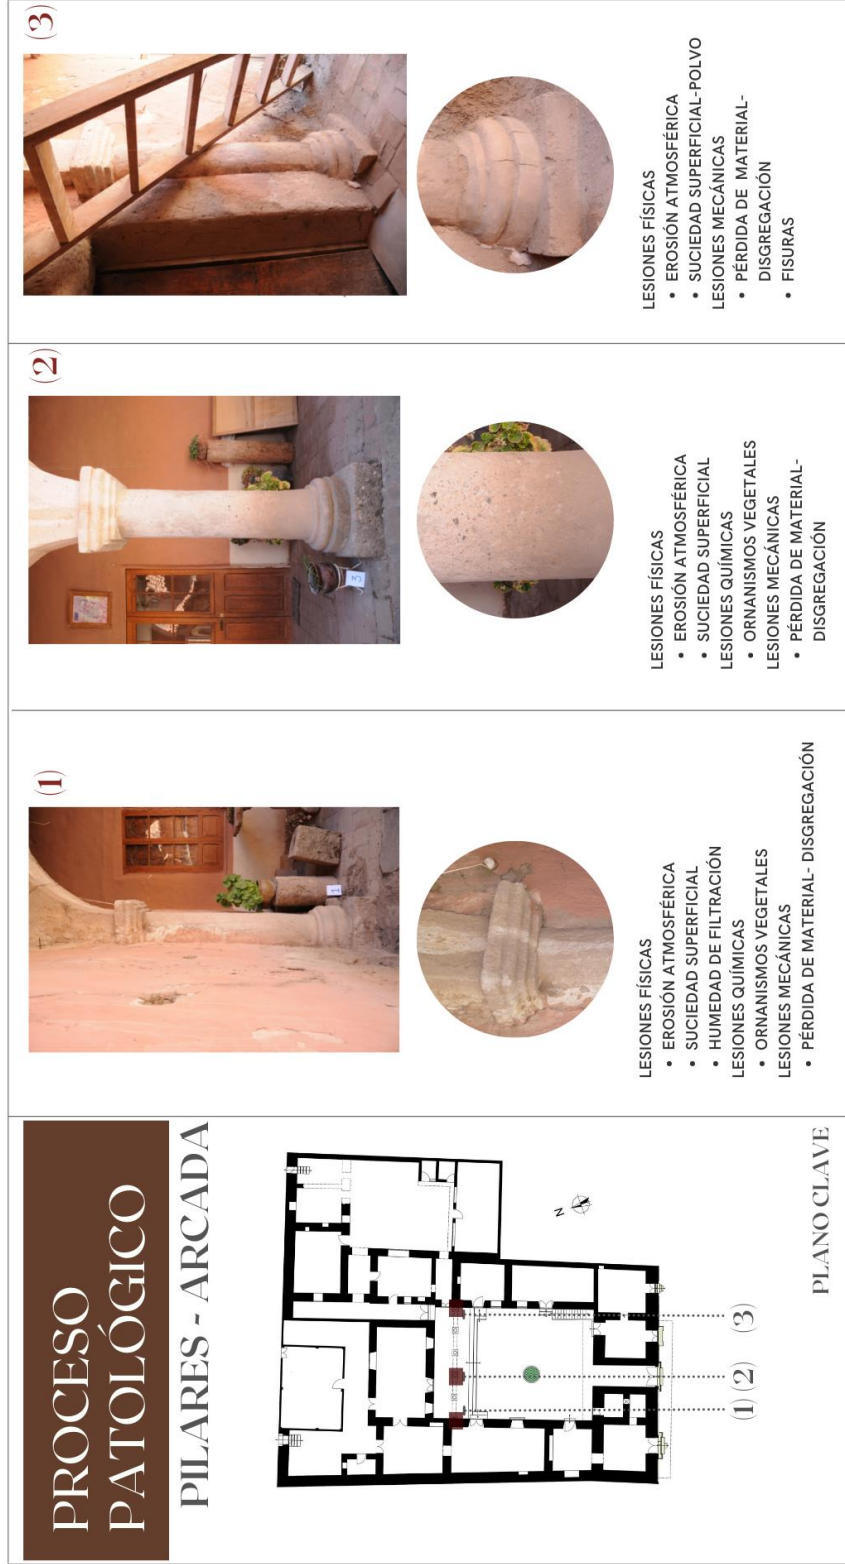 PROCESO
PATOLÓGICO
PILARES - ARCADA
N
(1)
(2)
(3)
PLANO CLAVE
(1)
1
LESIONES FÍSICAS
• EROSIÓN ATMOSFÉRICA
• SUCIEDAD SUPERFICIAL
• HUMEDAD DE FILTRACIÓN
LESIONES QUÍMICAS
• ORNANISMOS VEGETALES
LESIONES MECÁNICAS
• PÉRDIDA DE MATERIAL- DISGREGACIÓN
(2)
3
LESIONES FÍSICAS
• EROSIÓN ATMOSFÉRICA
• SUCIEDAD SUPERFICIAL
LESIONES QUÍMICAS
• ORNANISMOS VEGETALES
LESIONES MECÁNICAS
• PÉRDIDA DE MATERIAL-
DISGREGACIÓN
(3)
LESIONES FÍSICAS
• EROSIÓN ATMOSFÉRICA
• SUCIEDAD SUPERFICIAL-POLVO
LESIONES MECÁNICAS
• PÉRDIDA DE MATERIAL-
DISGREGACIÓN
• FISURAS